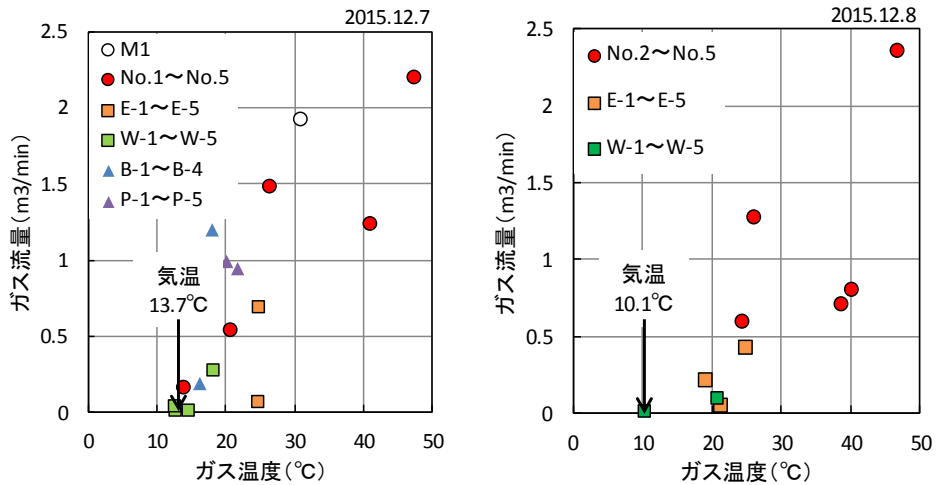 2015.12.7
M1
No.1～No.5
E-1～E-5
W-1～W-5
B-1～B-4
P-1～P-5
気温
13.7℃
ガス流量(m3/min)
2.5
2
1.5
1
0.5
0
0 10 20 30 40 50
ガス温度(℃)
2015.12.8
No.2～No.5
E-1～E-5
W-1～W-5
気温
10.1℃
ガス流量(m3/min)
2.5
2
1.5
1
0.5
0
0 10 20 30 40 50
ガス温度(℃)